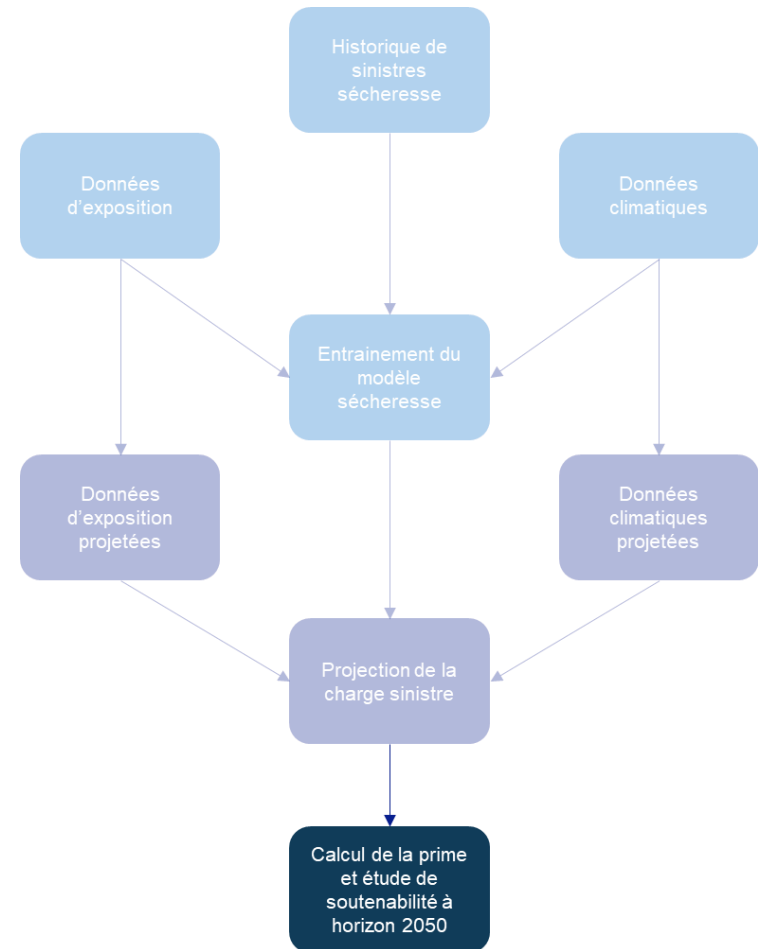 Historique de
sinistres
sécheresse
Données
d'exposition
Données
climatiques
Entrainement du
modèle
sécheresse
Données
d'exposition
projetées
Données
climatiques
projetées
Projection de la
charge sinistre
Calcul de la prime
et étude de
soutenabilité à
horizon 2050